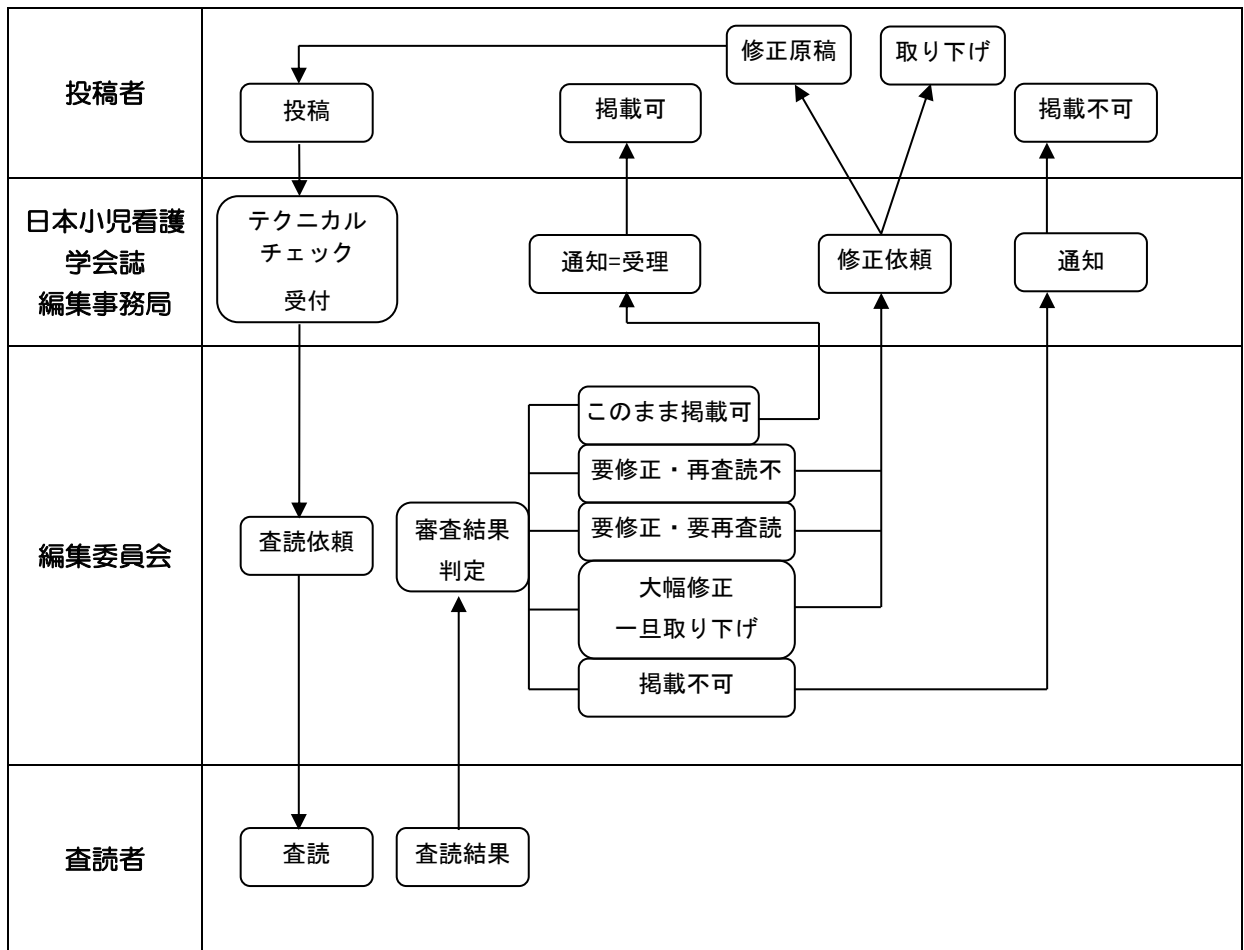 投稿者
修正原稿
取り下げ
投稿
掲載可
掲載不可
日本小児看護
学会誌
編集事務局
テクニカル
チェック
受付
通知=受理
修正依頼
通知
編集委員会
このまま掲載可
要修正・再査読不
要修正・要再査読
大幅修正
一旦取り下げ
掲載不可
査読依頼
審査結果
判定
査読者
査読
査読結果